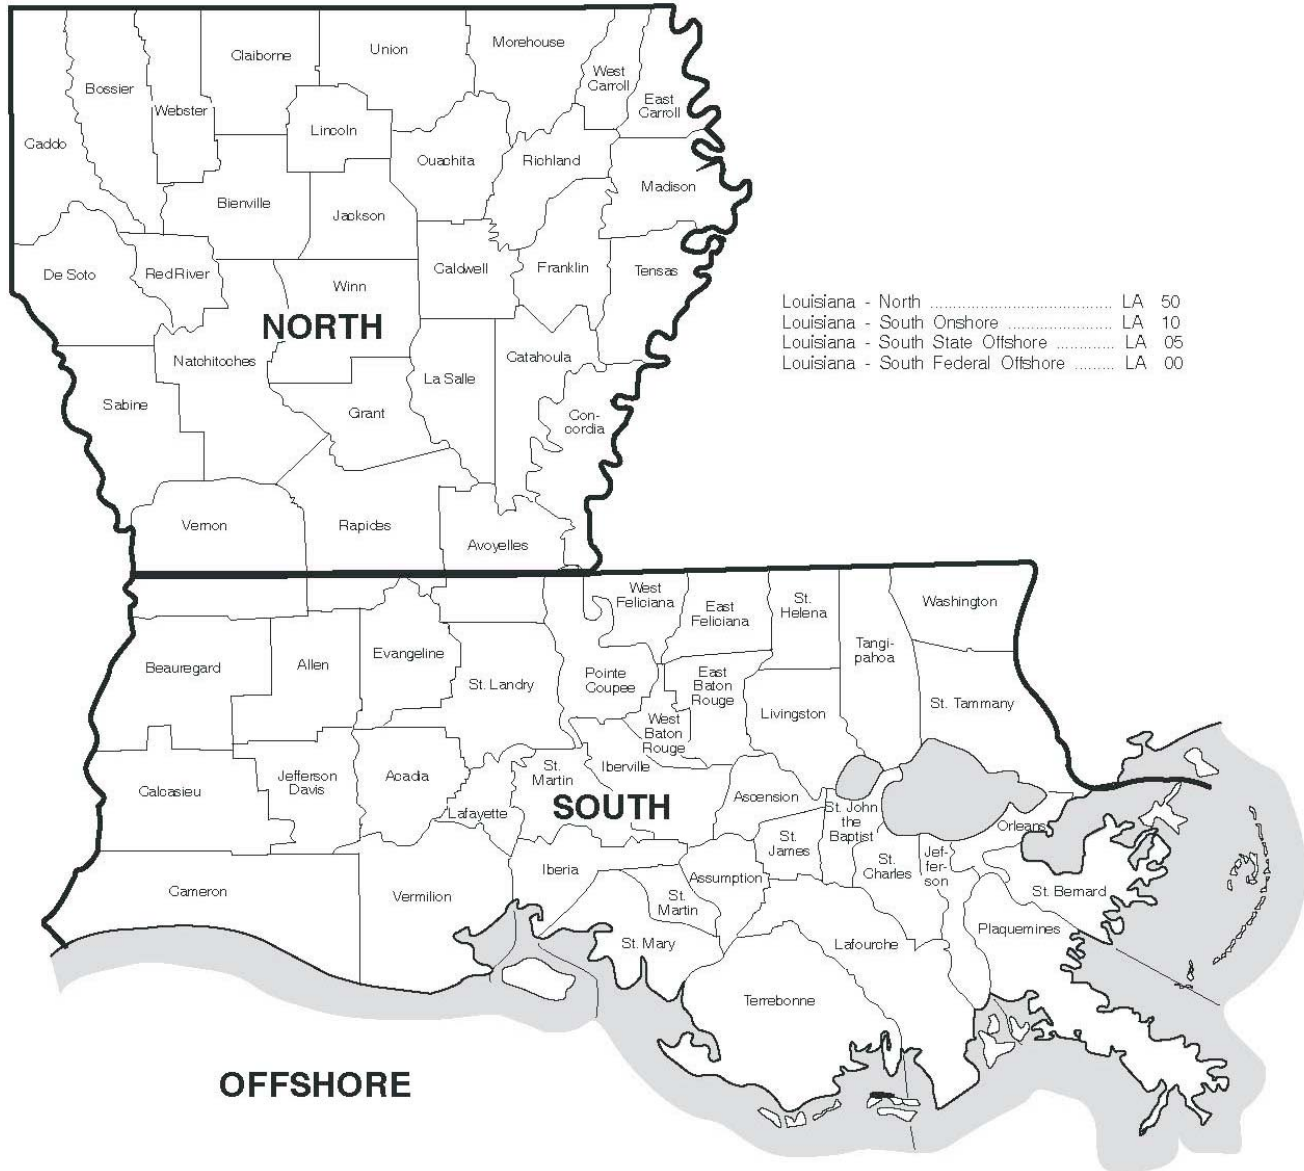 Claiborne
Union
Morehouse
West
Carroll
East
Carroll
Bossier
Webster
Lincoln
Caddo
Ouachita
Richland
Madison
Bienville
Jackson
De Soto
Red River
Winn
Caldwell
Franklin
Tensas
NORTH
Natchitoches
Catahoula
La Salle
Sabine
Grant
Con-
cordia
Vernon
Rapides
Avoyelles
Louisiana - North ................................... LA 50
Louisiana - South Onshore .................... LA 10
Louisiana - South State Offshore ........... LA 05
Louisiana - South Federal Offshore ........ LA 00
West
Feliciana
East
Feliciana
St.
Helena
Washington
Tangi-
pahoa
Beauregard
Allen
Evangeline
St. Landry
Pointe
Coupee
East
Baton
Rouge
West
Baton
Rouge
Livingston
St. Tammany
Calcasieu
Jefferson
Davis
Acadia
Lafayette
St.
Martin
Iberville
SOUTH
Ascension
St. John
the
Baptist
Orleans
St.
James
St.
Charles
Jef-
fer-
son
St. Bernard
Cameron
Vermilion
Iberia
St.
Martin
Assumption
St. Mary
Lafourche
Plaquemines
Terrebonne
OFFSHORE